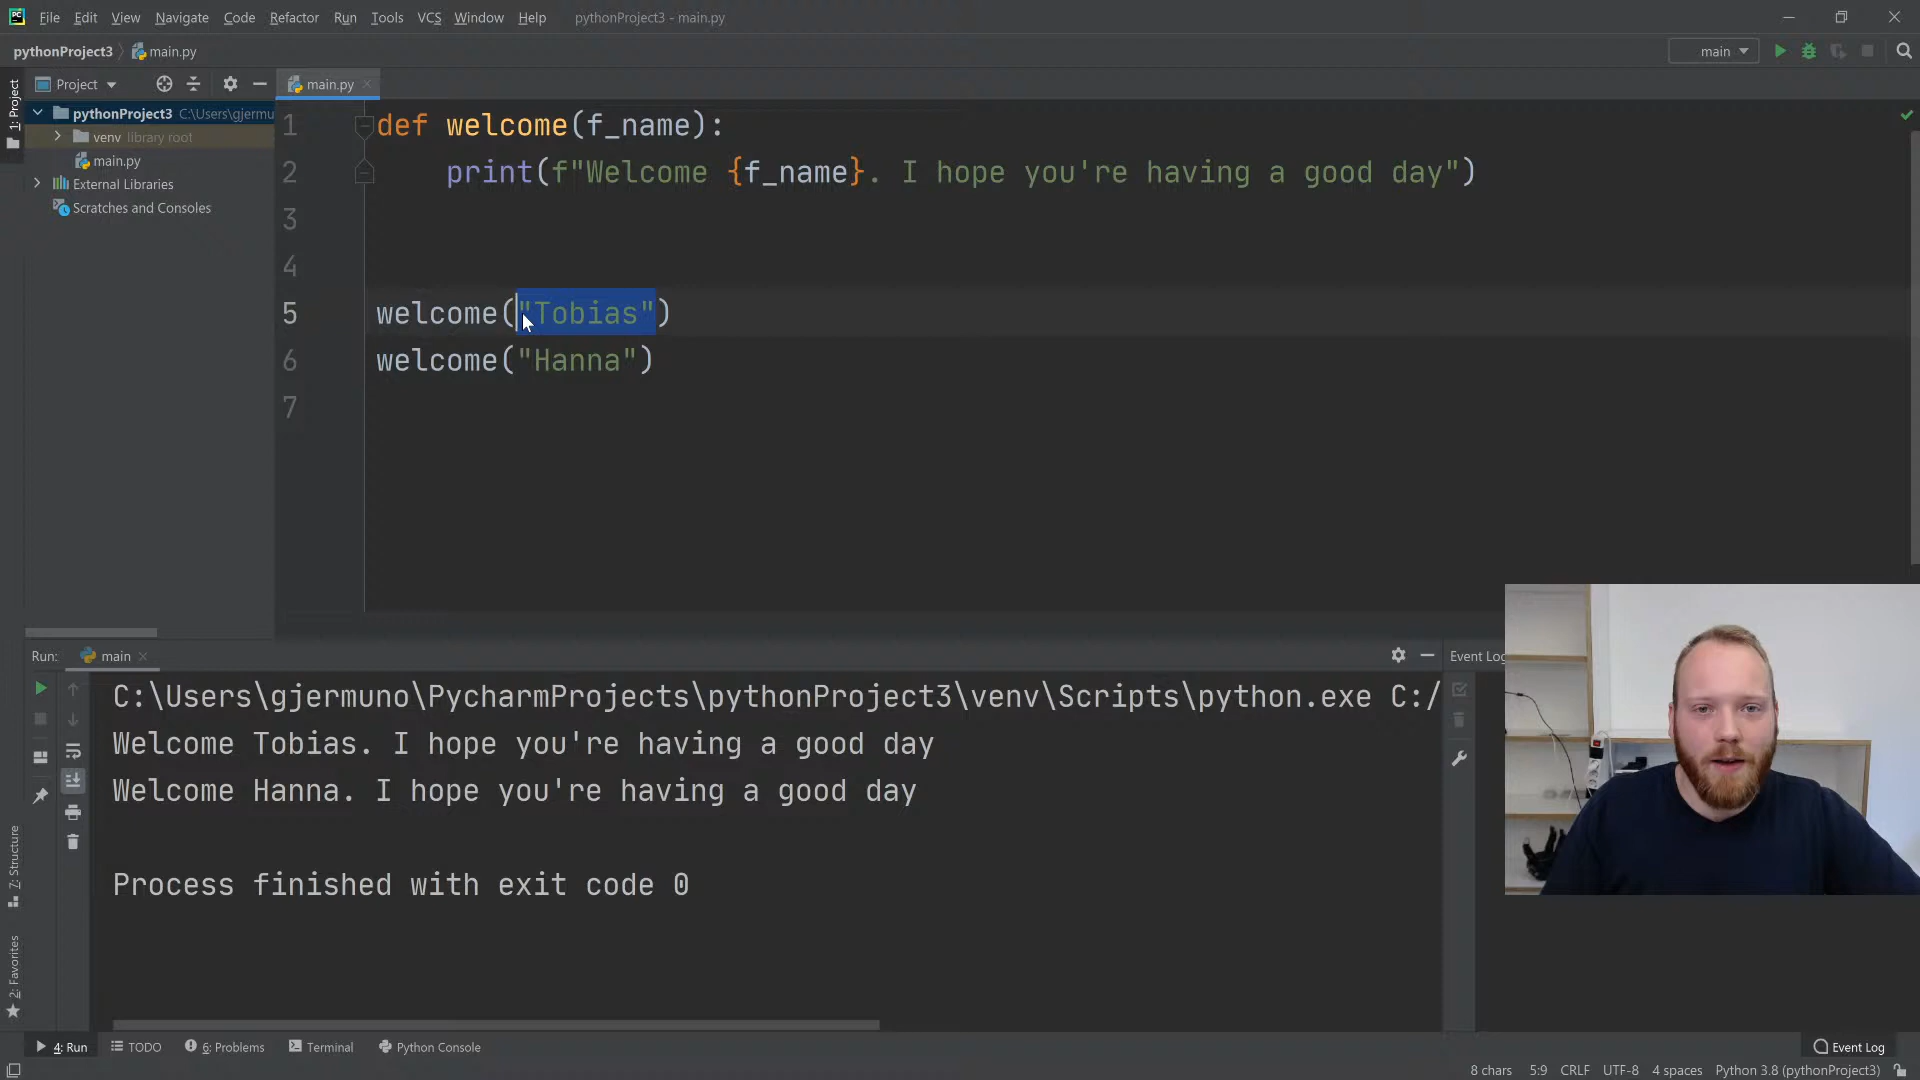 File Edit View Navigate Code Refactor Run Tools VCS Window Help pythonProject3 - main.py
pythonProject3 main.py
main
Project
main.py
1: Project
pythonProject3 C:\Users\gjermu
venv library root
main.py
External Libraries
Scratches and Consoles
1 def welcome(f_name):
2 print(f"Welcome {f_name}. I hope you're having a good day")
3
4
5 welcome("Tobias")
6 welcome("Hanna")
7
Run: main
Event Log
C:\Users\gjermuno\PycharmProjects\pythonProject3\venv\Scripts\python.exe C:/
Welcome Tobias. I hope you're having a good day
Welcome Hanna. I hope you're having a good day
Process finished with exit code 0
7: Structure
2: Favorites
4: Run TODO 6: Problems Terminal Python Console
Event Log
8 chars 5:9 CRLF UTF-8 4 spaces Python 3.8 (pythonProject3)